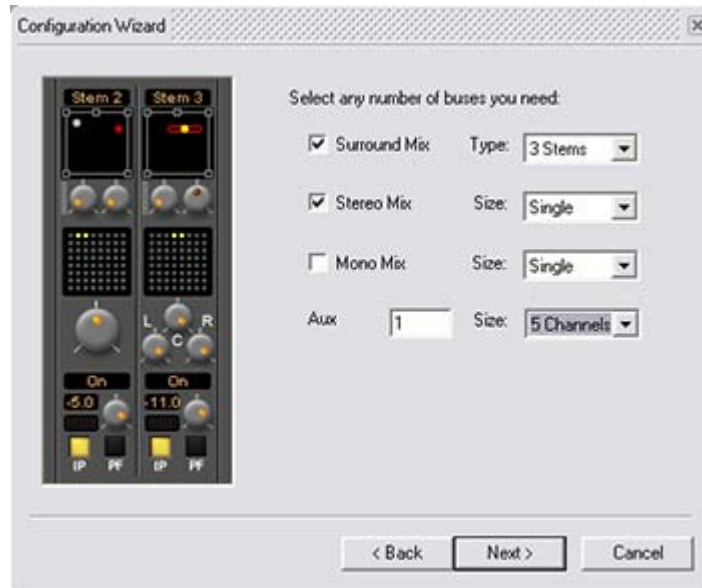 Configuration Wizard
Stem 2 Stem 3
L R
C
On On
-5.0 -11.0
IP PF IP PF
Select any number of buses you need:
Surround Mix Type: 3 Stems
Stereo Mix Size: Single
Mono Mix Size: Single
Aux 1 Size: 5 Channels
< Back Next > Cancel